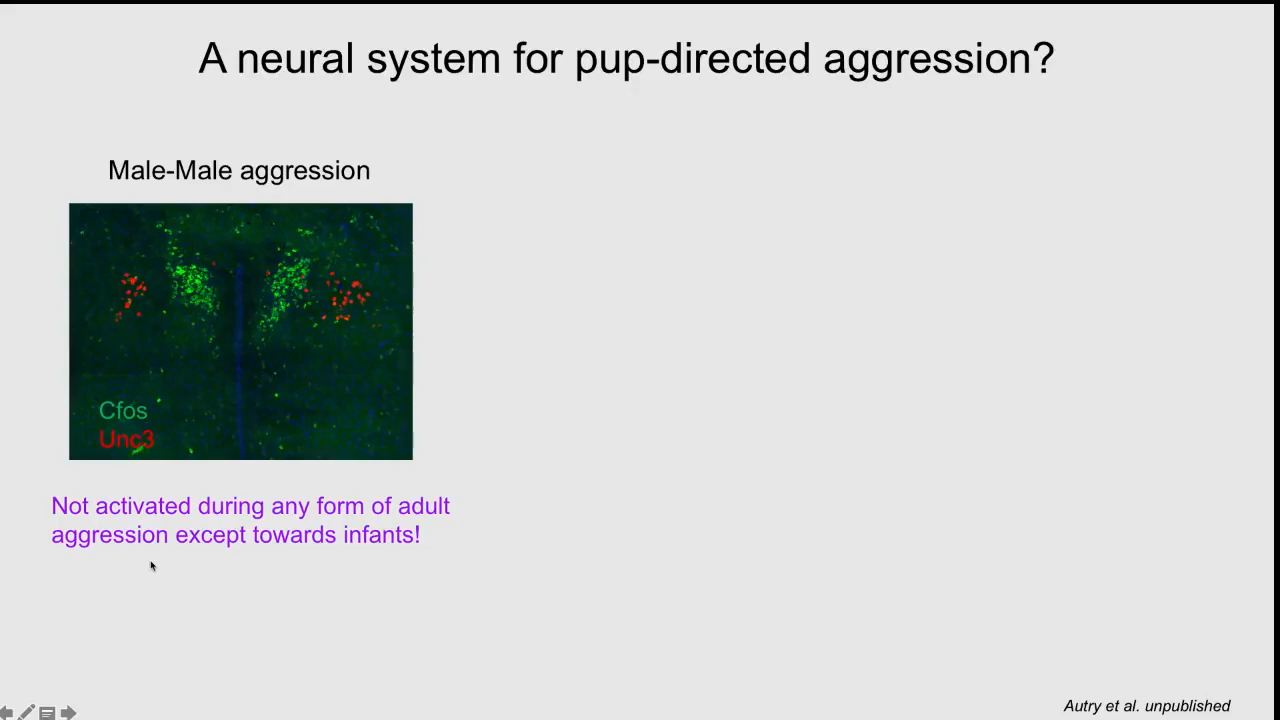 A neural system for pup-directed aggression?
Male-Male aggression
Cfos
Unc3
Not activated during any form of adult
aggression except towards infants!
Autry et al. unpublished